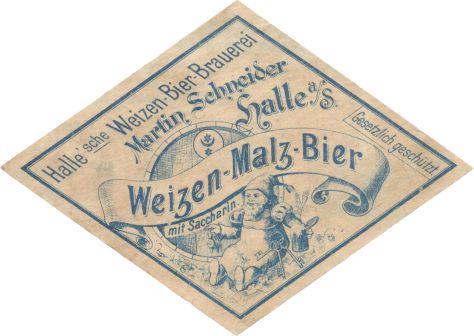 Halle'sche Weizen-Bier-Brauerei
Martin Schneider
Halle a/S.
Gesetzlich geschützt.
Weizen-Malz-Bier
mit Saccharin